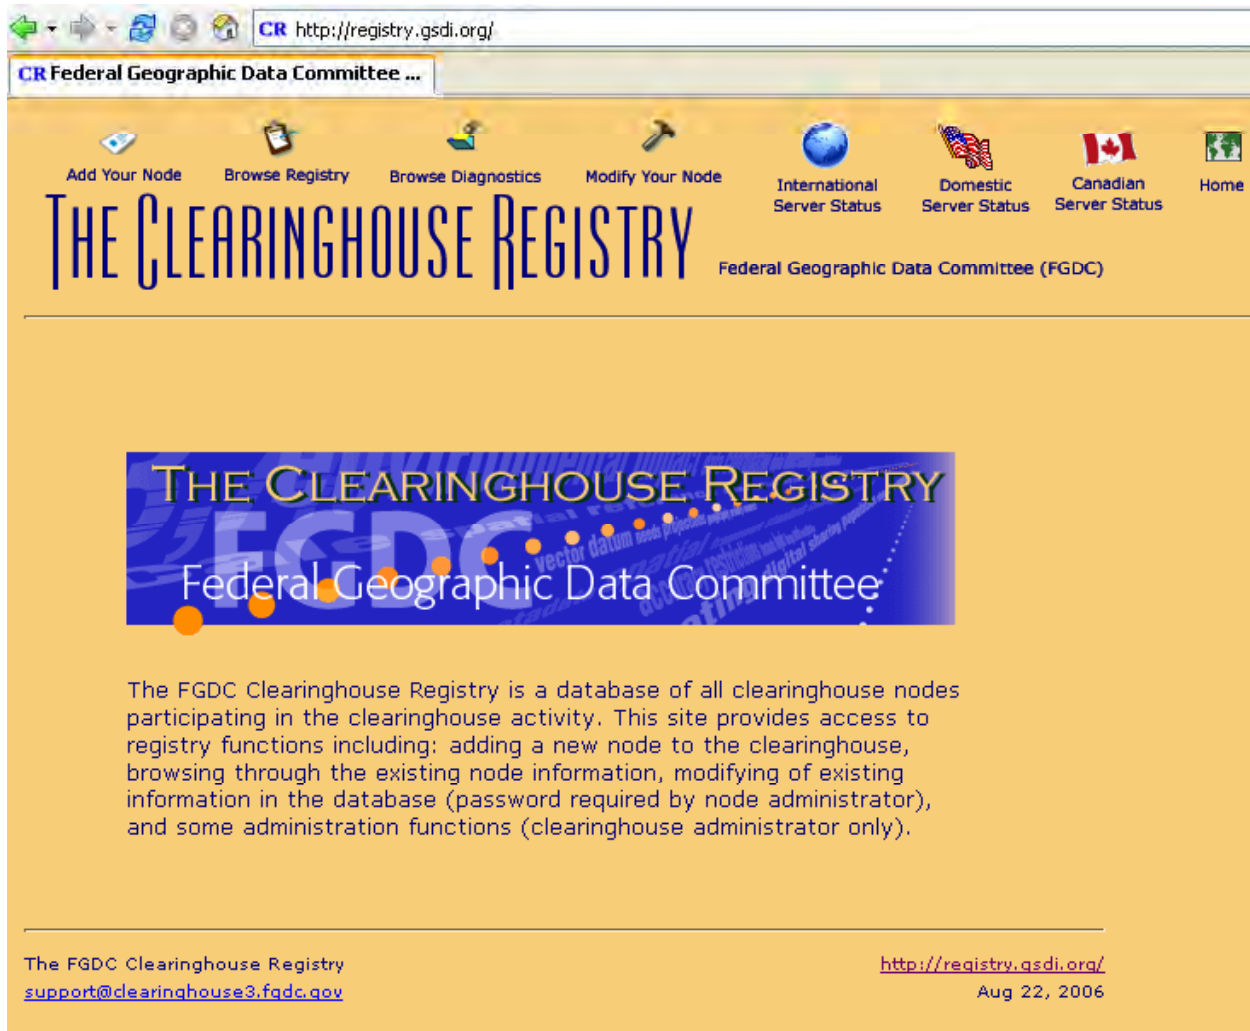 CR http://registry.gsdi.org/
CR Federal Geographic Data Committee ...
Add Your Node
Browse Registry
Browse Diagnostics
Modify Your Node
International
Server Status
Domestic
Server Status
Canadian
Server Status
Home
THE CLEARINGHOUSE REGISTRY
Federal Geographic Data Committee (FGDC)
THE CLEARINGHOUSE REGISTRY
FGDC
vector datum
Federal Geographic Data Committee
The FGDC Clearinghouse Registry is a database of all clearinghouse nodes
participating in the clearinghouse activity. This site provides access to
registry functions including: adding a new node to the clearinghouse,
browsing through the existing node information, modifying of existing
information in the database (password required by node administrator),
and some administration functions (clearinghouse administrator only).
The FGDC Clearinghouse Registry
http://registry.gsdi.org/
support@clearinghouse3.fgdc.gov
Aug 22, 2006